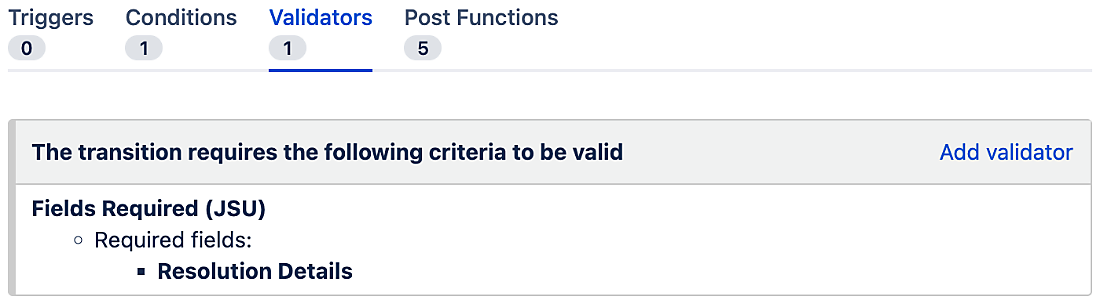 Triggers Conditions Validators Post Functions
0 1 1 5
The transition requires the following criteria to be valid Add validator
Fields Required (JSU)
Required fields:
Resolution Details